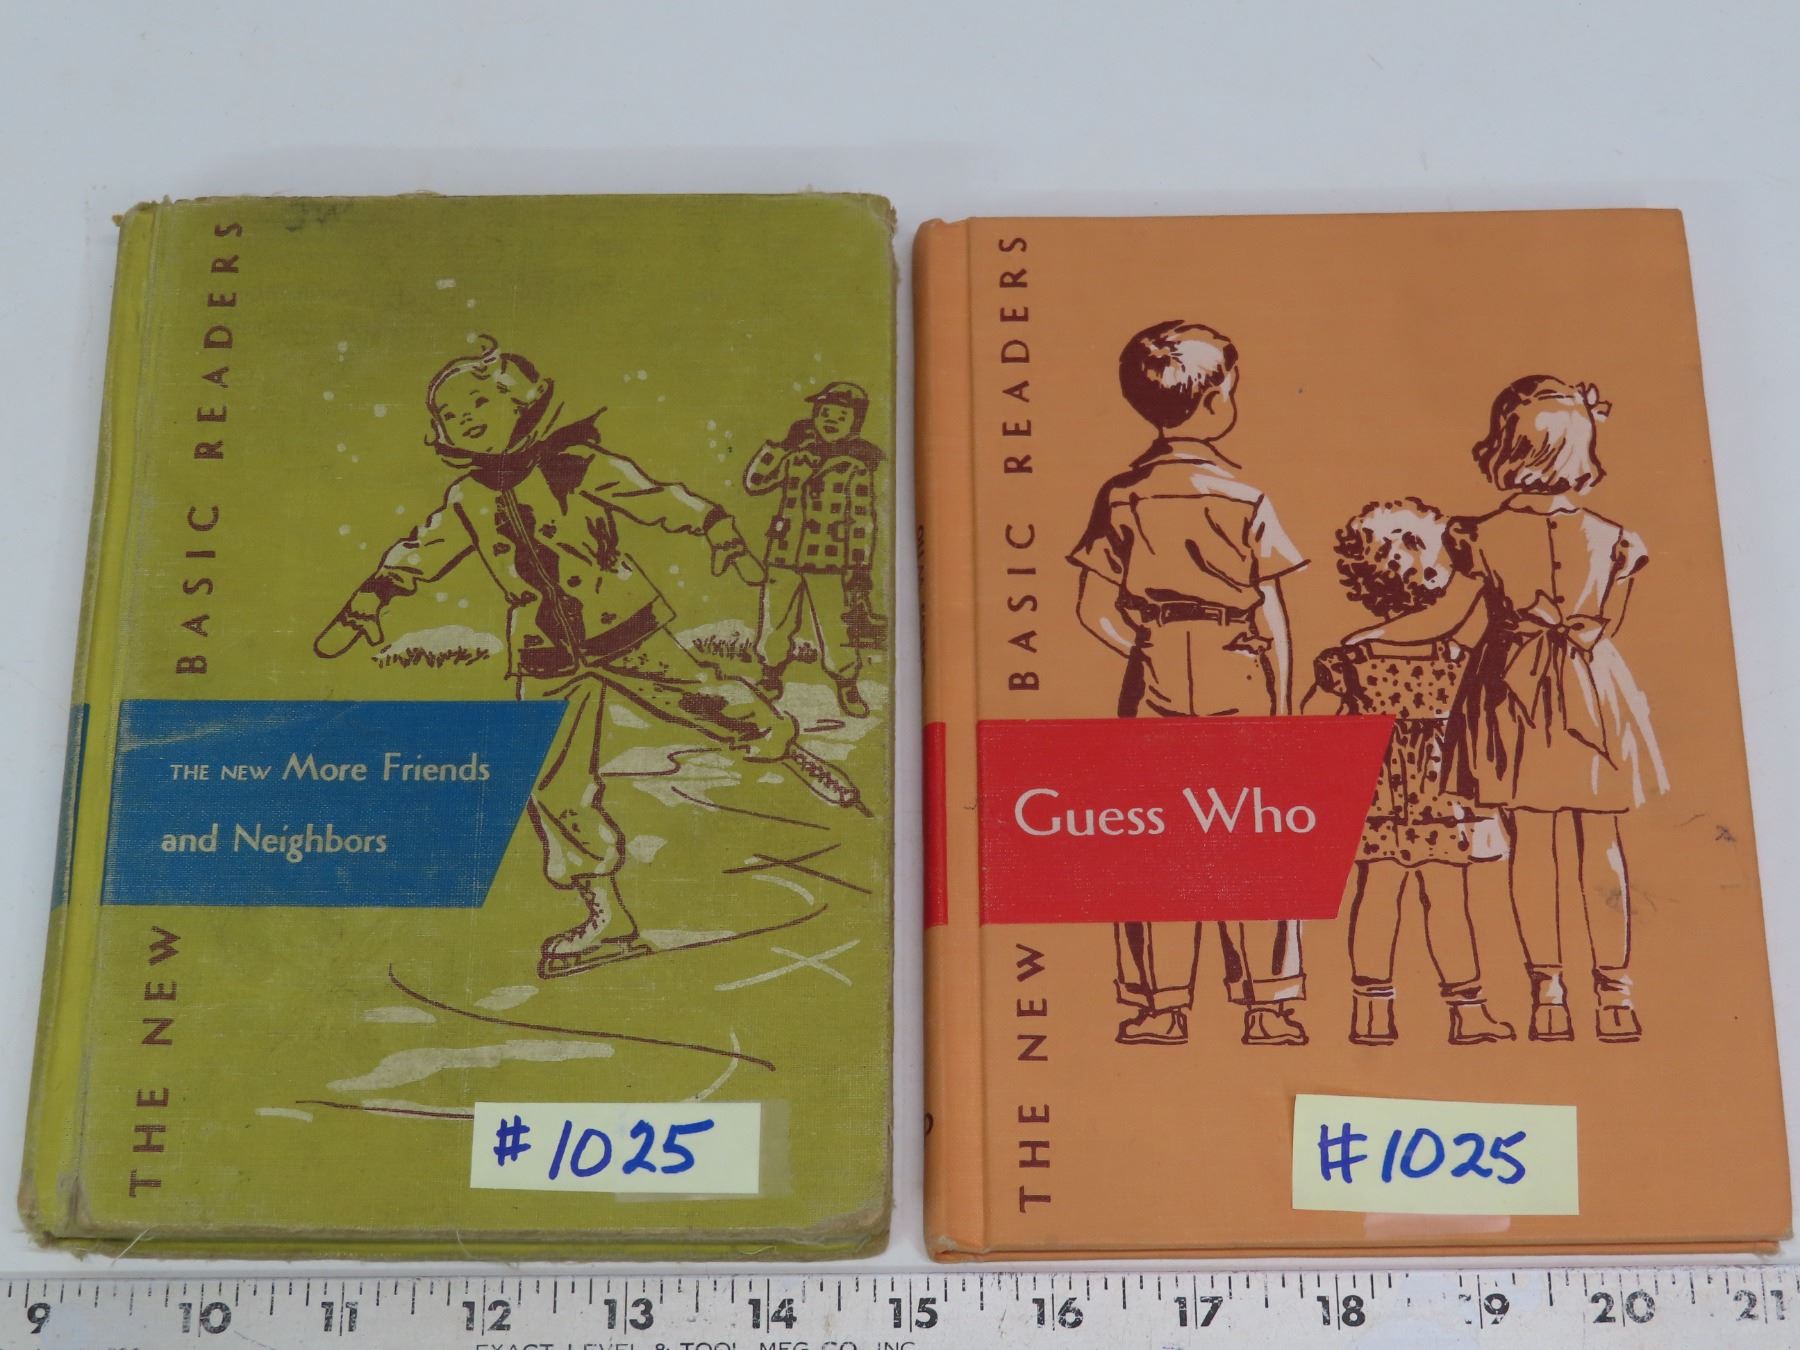 THE NEW BASIC READERS
THE NEW More Friends
and Neighbors
#1025
THE NEW BASIC READERS
Guess Who
#1025
9 10 11 12 13 14 15 16 17 18 19 20 21
EXACT LEVEL & TOOL MFG. CO. INC.